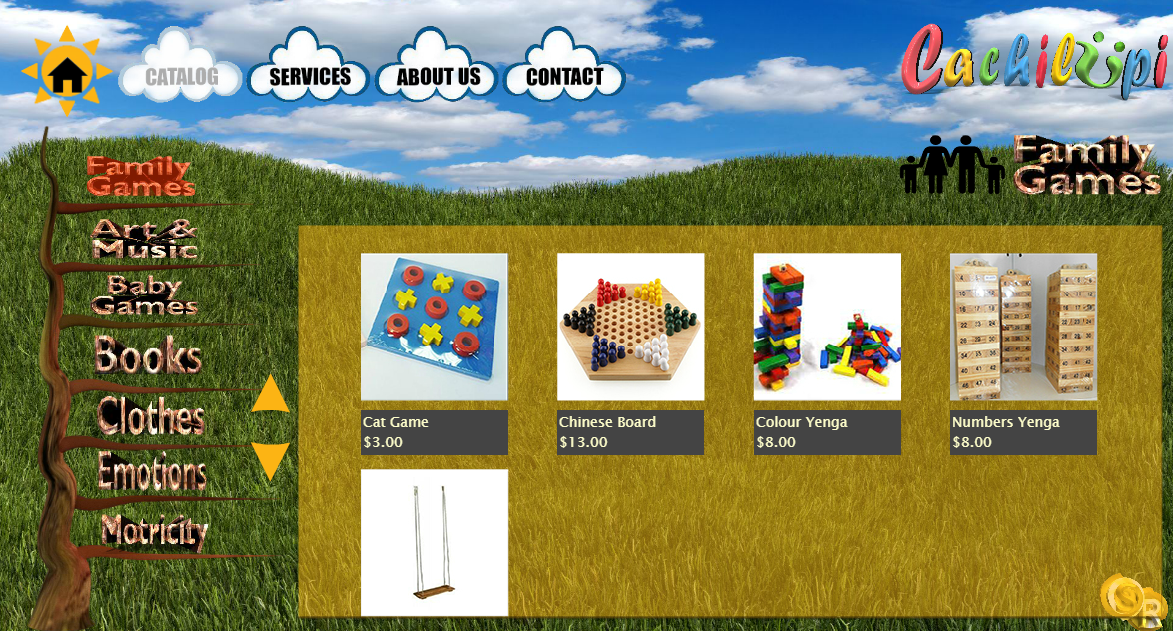 CATALOG
SERVICES
ABOUT US
CONTACT
Cachilupi
Family
Games
Family
Games
Art &
Music
Baby
Games
Books
Clothes
Emotions
Motricity
Cat Game
$3.00
Chinese Board
$13.00
Colour Yenga
$8.00
Numbers Yenga
$8.00
R